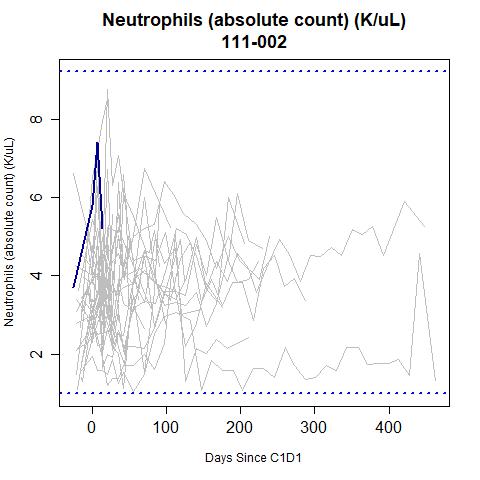 Neutrophils (absolute count) (K/uL)
111-002
Neutrophils (absolute count) (K/uL)
8
6
4
2
0 100 200 300 400
Days Since C1D1